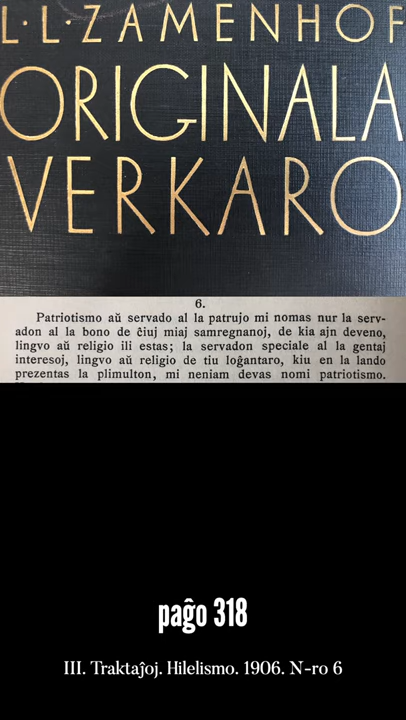 L·L·ZAMENHOF
ORIGINALA
VERKARO
6.
Patriotismo aŭ servado al la patrujo mi nomas nur la serv-
adon al la bono de ĉiuj miaj samregnanoj, de kia ajn deveno,
lingvo aŭ religio ili estas; la servadon speciale al la gentaj
interesoj, lingvo aŭ religio de tiu loĝantaro, kiu en la lando
prezentas la plimulton, mi neniam devas nomi patriotismo.
paĝo 318
III. Traktaĵoj. Hilelismo. 1906. N-ro 6